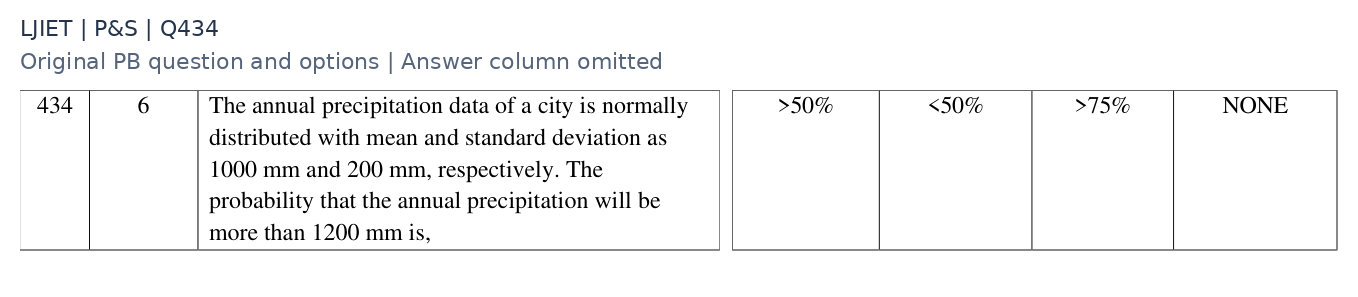 LJIET | P&S | Q434
Original PB question and options | Answer column omitted
434 6 The annual precipitation data of a city is normally >50% <50% >75% NONE
distributed with mean and standard deviation as
1000 mm and 200 mm, respectively. The
probability that the annual precipitation will be
more than 1200 mm is,